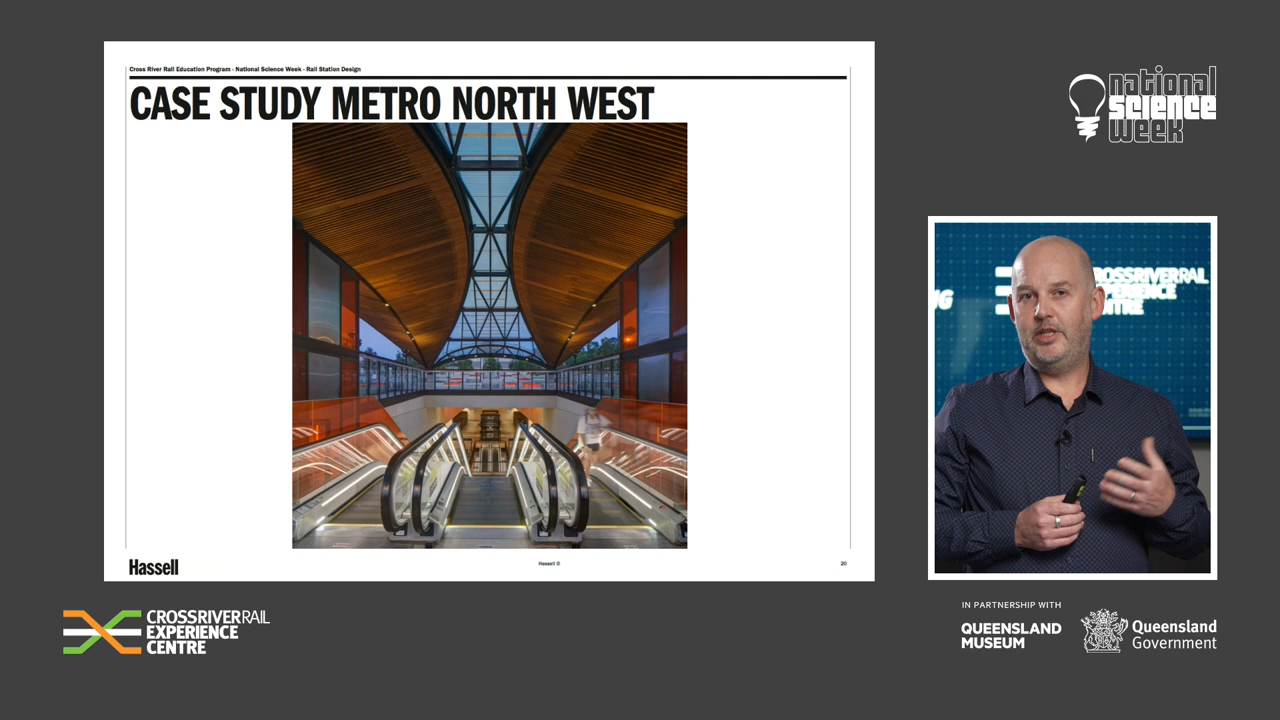 Cross River Rail Education Program - National Science Week - Rail Station Design
CASE STUDY METRO NORTH WEST
Hassell
Hassell ©
20
national
science
week
CROSSRIVERRAIL
EXPERIENCE
CENTRE
CROSSRIVERRAIL
EXPERIENCE
CENTRE
IN PARTNERSHIP WITH
QUEENSLAND
MUSEUM
Queensland
Government